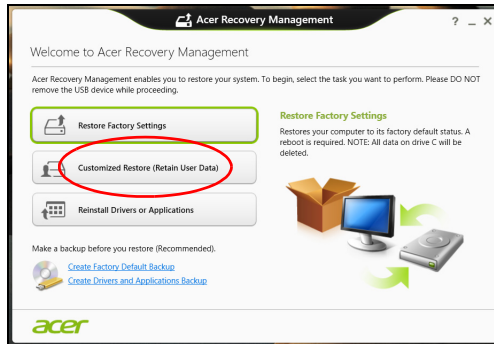 Acer Recovery Management
? _ X
Welcome to Acer Recovery Management
Acer Recovery Management enables you to restore your system. To begin, select the task you want to perform. Please DO NOT
remove the USB device while proceeding.
Restore Factory Settings
Customized Restore (Retain User Data)
Reinstall Drivers or Applications
Restore Factory Settings
Restores your computer to its factory default status. A
reboot is required. NOTE: All data on drive C will be
deleted.
Make a backup before you restore (Recommended).
Create Factory Default Backup
Create Drivers and Applications Backup
acer